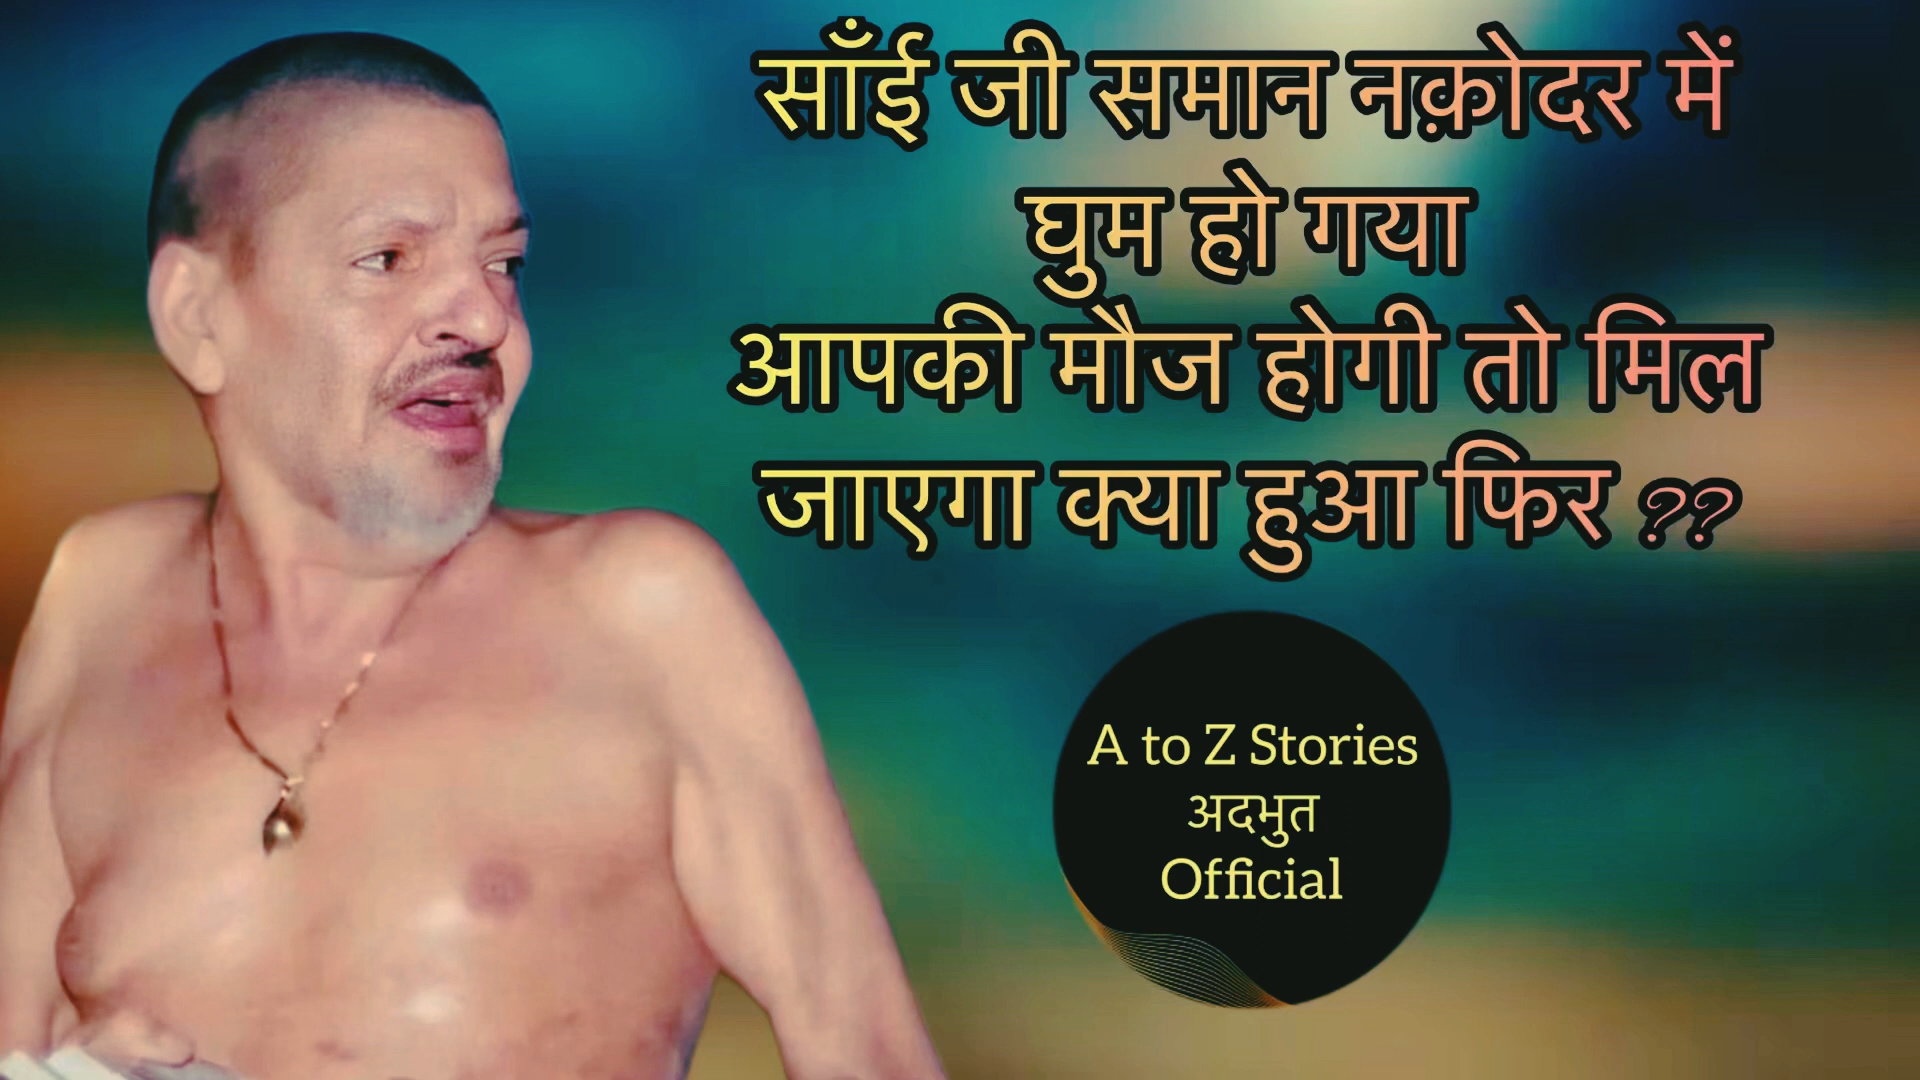 साँई जी समान नक़ोदर में
घुम हो गया
आपकी मौज होगी तो मिल
जाएगा क्या हुआ फिर ??
A to Z Stories
अदभुत
Official